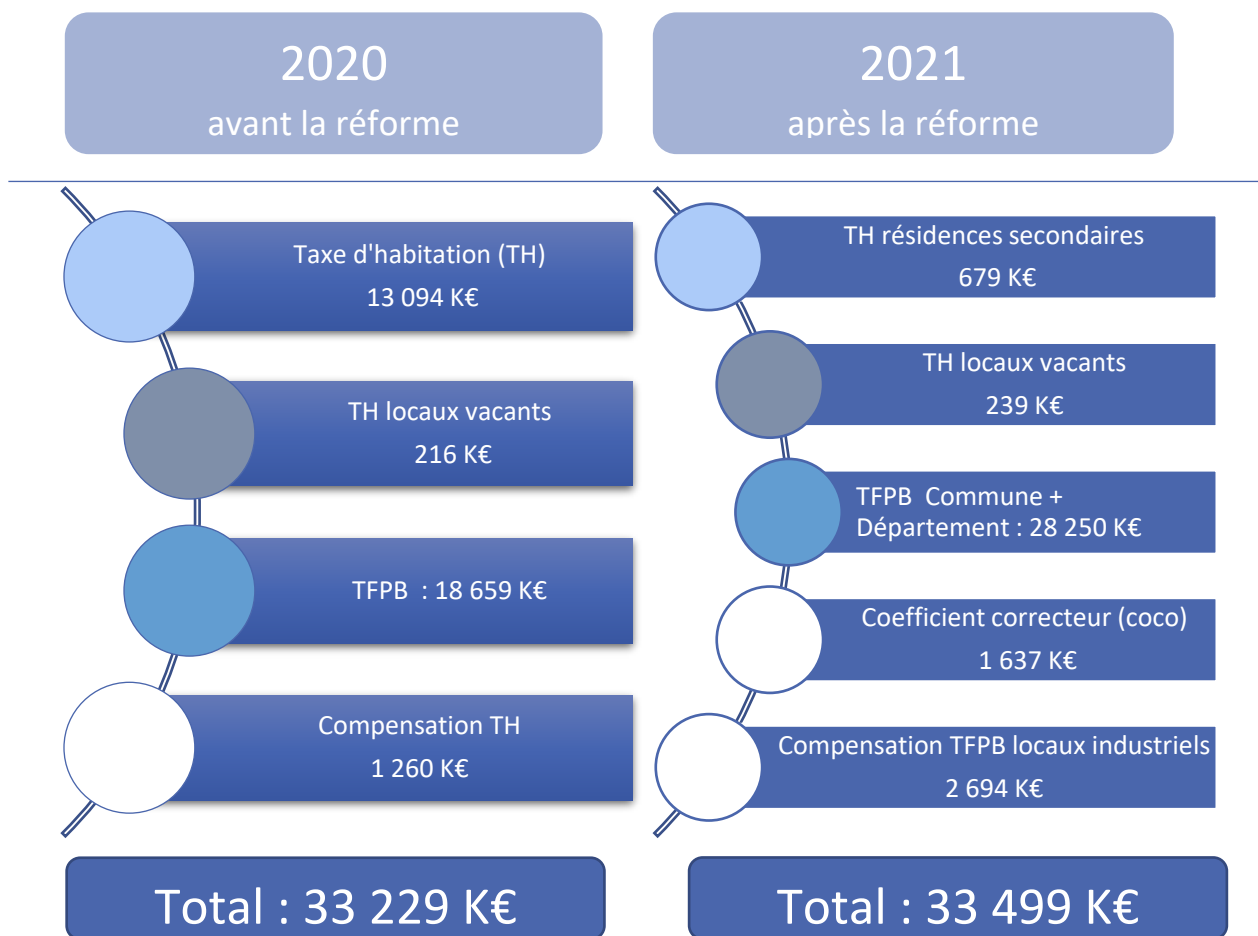 2020
avant la réforme
Taxe d'habitation (TH)
13 094 K€
TH locaux vacants
216 K€
TFPB : 18 659 K€
Compensation TH
1 260 K€
Total : 33 229 K€
2021
après la réforme
TH résidences secondaires
679 K€
TH locaux vacants
239 K€
TFPB Commune +
Département : 28 250 K€
Coefficient correcteur (coco)
1 637 K€
Compensation TFPB locaux industriels
2 694 K€
Total : 33 499 K€